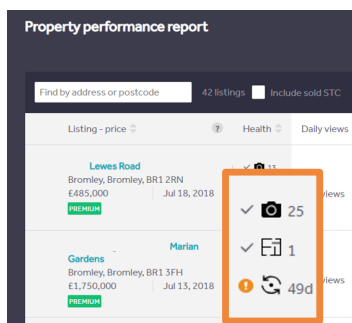 Property performance report
Find by address or postcode
42 listings
Include sold STC
Listing - price
?
Health
Daily views
Lewes Road
13
Bromley, Bromley, BR1 2RN
£485,000
Jul 18, 2018
views
PREMIUM
25
1
Marian
Gardens
Bromley, Bromley, BR1 3FH
£1,750,000
Jul 13, 2018
49d
views
PREMIUM